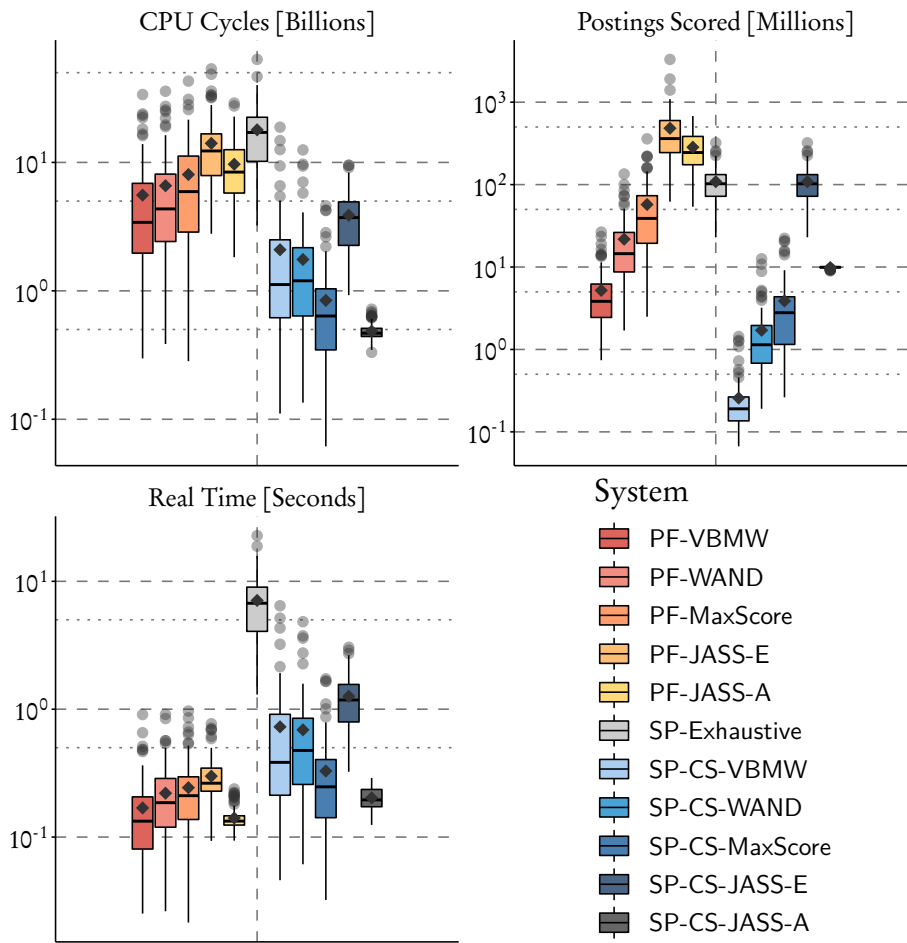 CPU Cycles [Billions]
10^1
10^0
10^-1
Postings Scored [Millions]
10^3
10^2
10^1
10^0
10^-1
Real Time [Seconds]
10^1
10^0
10^-1
System
PF-VBMW
PF-WAND
PF-MaxScore
PF-JASS-E
PF-JASS-A
SP-Exhaustive
SP-CS-VBMW
SP-CS-WAND
SP-CS-MaxScore
SP-CS-JASS-E
SP-CS-JASS-A